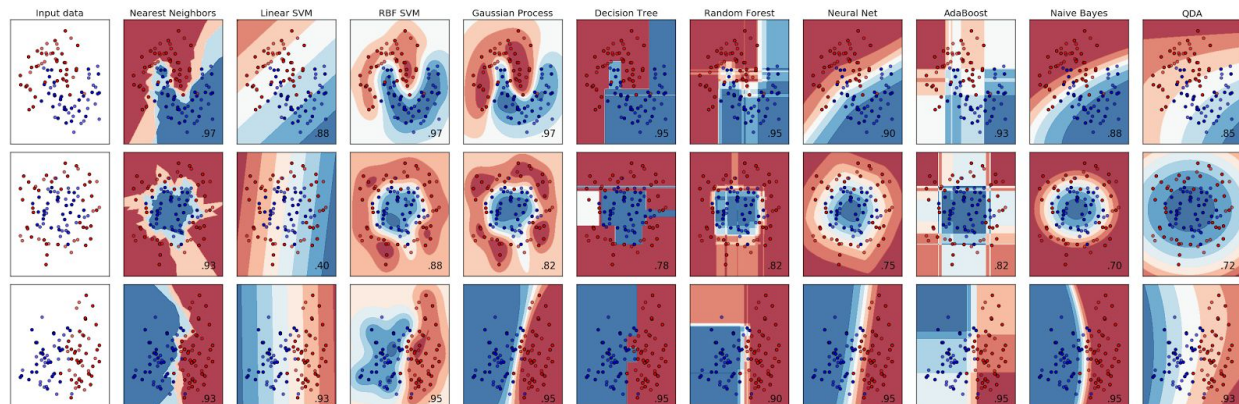 Input data Nearest Neighbors Linear SVM RBF SVM Gaussian Process Decision Tree Random Forest Neural Net AdaBoost Naive Bayes QDA
.97 .88 .97 .97 .95 .95 .90 .93 .88 .85
.93 .40 .88 .82 .78 .82 .75 .82 .70 .72
.93 .93 .95 .95 .95 .90 .95 .95 .95 .93